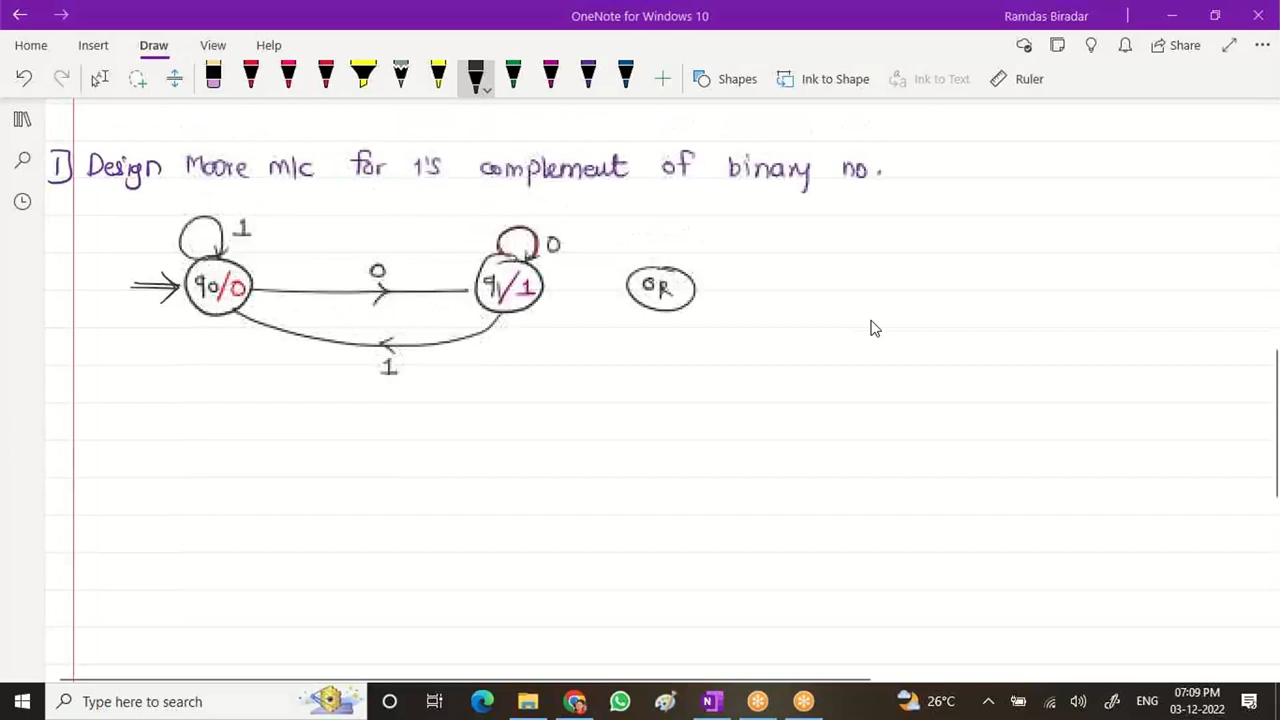 OneNote for Windows 10
Ramdas Biradar
Home Insert Draw View Help
Share
Shapes
Ink to Shape
Ink to Text
Ruler
1] Design Moore m/c for 1's complement of binary no.
1
0
q0/0
0
q1/1
OR
1
Type here to search
26°C
ENG
07:09 PM
03-12-2022